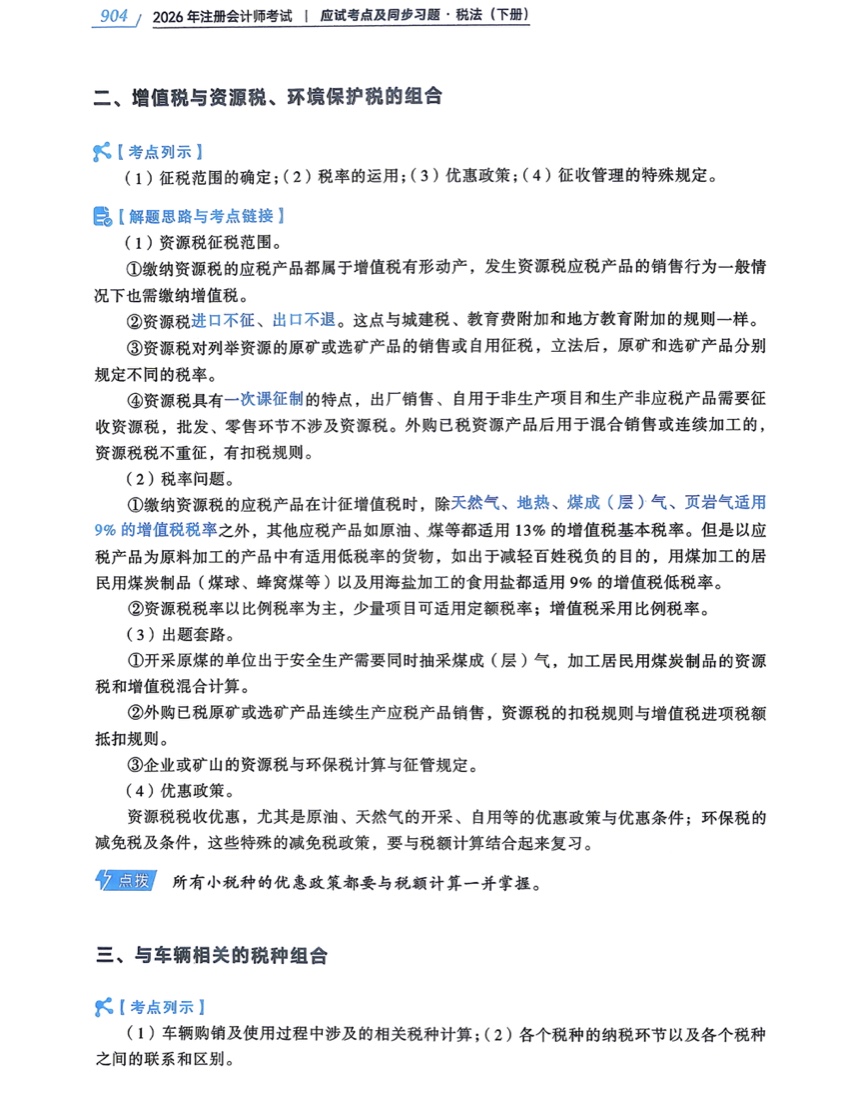 904 2026 年注册会计师考试 | 应试考点及同步习题·税法（下册）
二、增值税与资源税、环境保护税的组合
【考点列示】
（1）征税范围的确定；（2）税率的运用；（3）优惠政策；（4）征收管理的特殊规定。
【解题思路与考点链接】
（1）资源税征税范围。
①缴纳资源税的应税产品都属于增值税有形动产，发生资源税应税产品的销售行为一般情
况下也需缴纳增值税。
②资源税进口不征、出口不退。这点与城建税、教育费附加和地方教育附加的规则一样。
③资源税对列举资源的原矿或选矿产品的销售或自用征税，立法后，原矿和选矿产品分别
规定不同的税率。
④资源税具有一次课征制的特点，出厂销售、自用于非生产项目和生产非应税产品需要征
收资源税，批发、零售环节不涉及资源税。外购已税资源产品后用于混合销售或连续加工的，
资源税税不重征，有扣税规则。
（2）税率问题。
①缴纳资源税的应税产品在计征增值税时，除天然气、地热、煤成（层）气、页岩气适用
9% 的增值税税率之外，其他应税产品如原油、煤等都适用 13% 的增值税基本税率。但是以应
税产品为原料加工的产品中有适用低税率的货物，如出于减轻百姓税负的目的，用煤加工的居
民用煤炭制品（煤球、蜂窝煤等）以及用海盐加工的食用盐都适用 9% 的增值税低税率。
②资源税税率以比例税率为主，少量项目可适用定额税率；增值税采用比例税率。
（3）出题套路。
①开采原煤的单位出于安全生产需要同时抽采煤成（层）气，加工居民用煤炭制品的资源
税和增值税混合计算。
②外购已税原矿或选矿产品连续生产应税产品销售，资源税的扣税规则与增值税进项税额
抵扣规则。
③企业或矿山的资源税与环保税计算与征管规定。
（4）优惠政策。
资源税税收优惠，尤其是原油、天然气的开采、自用等的优惠政策与优惠条件；环保税的
减免税及条件，这些特殊的减免税政策，要与税额计算结合起来复习。
点拨 所有小税种的优惠政策都要与税额计算一并掌握。
三、与车辆相关的税种组合
【考点列示】
（1）车辆购销及使用过程中涉及的相关税种计算；（2）各个税种的纳税环节以及各个税种
之间的联系和区别。